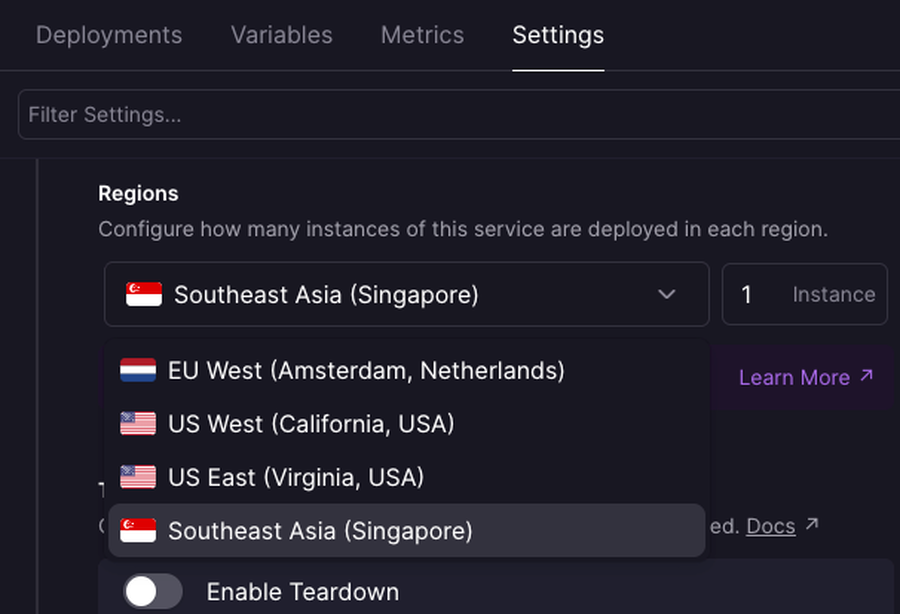 Deployments Variables Metrics Settings
Filter Settings...
Regions
Configure how many instances of this service are deployed in each region.
Southeast Asia (Singapore) 1 Instance
EU West (Amsterdam, Netherlands)
Learn More ↗
US West (California, USA)
US East (Virginia, USA)
Southeast Asia (Singapore)
ed. Docs ↗
Enable Teardown